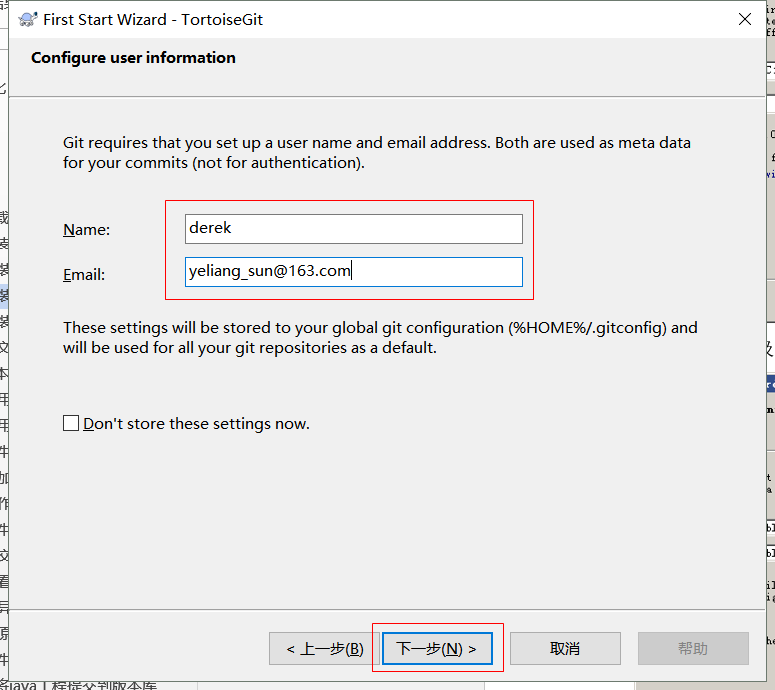 First Start Wizard - TortoiseGit
Configure user information
Git requires that you set up a user name and email address. Both are used as meta data
for your commits (not for authentication).
Name:
derek
Email:
yeliang_sun@163.com
These settings will be stored to your global git configuration (%HOME%/.gitconfig) and
will be used for all your git repositories as a default.
Don't store these settings now.
< 上一步(B)
下一步(N) >
取消
帮助